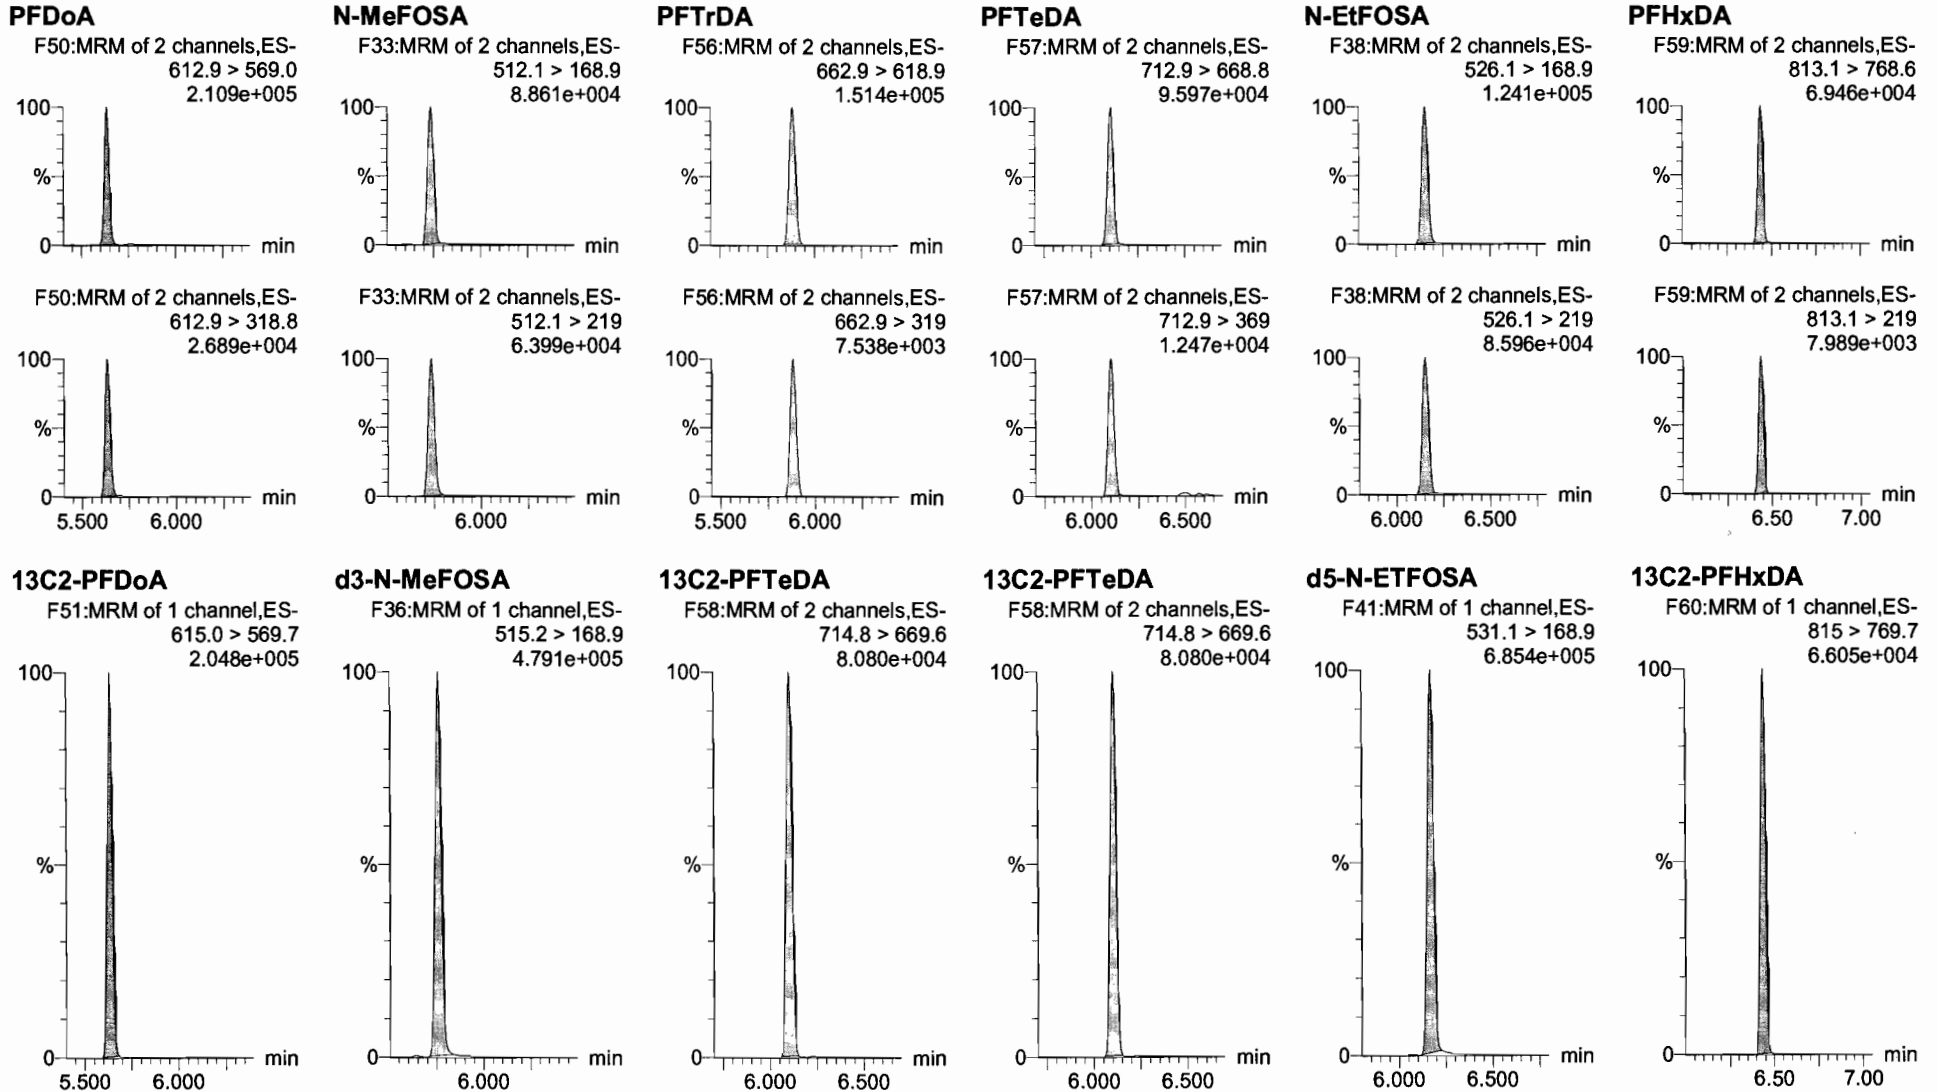 PFDoA
F50:MRM of 2 channels,ES-
612.9 > 569.0
2.109e+005
100
%
0
min
F50:MRM of 2 channels,ES-
612.9 > 318.8
2.689e+004
100
%
0
min
5.500 6.000
N-MeFOSA
F33:MRM of 2 channels,ES-
512.1 > 168.9
8.861e+004
100
%
0
min
F33:MRM of 2 channels,ES-
512.1 > 219
6.399e+004
100
%
0
min
6.000
PFTrDA
F56:MRM of 2 channels,ES-
662.9 > 618.9
1.514e+005
100
%
0
min
F56:MRM of 2 channels,ES-
662.9 > 319
7.538e+003
100
%
0
min
5.500 6.000
PFTeDA
F57:MRM of 2 channels,ES-
712.9 > 668.8
9.597e+004
100
%
0
min
F57:MRM of 2 channels,ES-
712.9 > 369
1.247e+004
100
%
0
min
6.000 6.500
N-EtFOSA
F38:MRM of 2 channels,ES-
526.1 > 168.9
1.241e+005
100
%
0
min
F38:MRM of 2 channels,ES-
526.1 > 219
8.596e+004
100
%
0
min
6.000 6.500
PFHxDA
F59:MRM of 2 channels,ES-
813.1 > 768.6
6.946e+004
100
%
0
min
F59:MRM of 2 channels,ES-
813.1 > 219
7.989e+003
100
%
0
min
6.50 7.00
13C2-PFDoA
F51:MRM of 1 channel,ES-
615.0 > 569.7
2.048e+005
100
%
0
min
5.500 6.000
d3-N-MeFOSA
F36:MRM of 1 channel,ES-
515.2 > 168.9
4.791e+005
100
%
0
min
6.000
13C2-PFTeDA
F58:MRM of 2 channels,ES-
714.8 > 669.6
8.080e+004
100
%
0
min
6.000 6.500
13C2-PFTeDA
F58:MRM of 2 channels,ES-
714.8 > 669.6
8.080e+004
100
%
0
min
6.000 6.500
d5-N-ETFOSA
F41:MRM of 1 channel,ES-
531.1 > 168.9
6.854e+005
100
%
0
min
6.000 6.500
13C2-PFHxDA
F60:MRM of 1 channel,ES-
815 > 769.7
6.605e+004
100
%
0
min
6.50 7.00